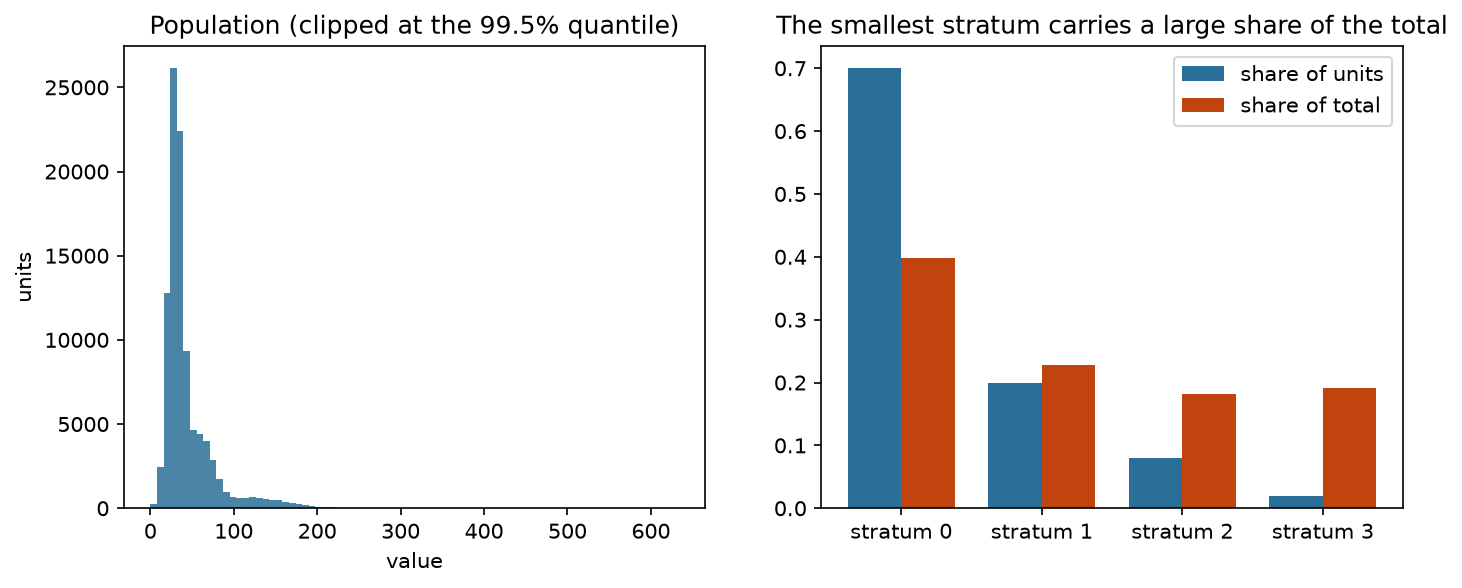 Population (clipped at the 99.5% quantile)
units
25000
20000
15000
10000
5000
0
0 100 200 300 400 500 600
value
The smallest stratum carries a large share of the total
share of units
share of total
0.7
0.6
0.5
0.4
0.3
0.2
0.1
0.0
stratum 0 stratum 1 stratum 2 stratum 3